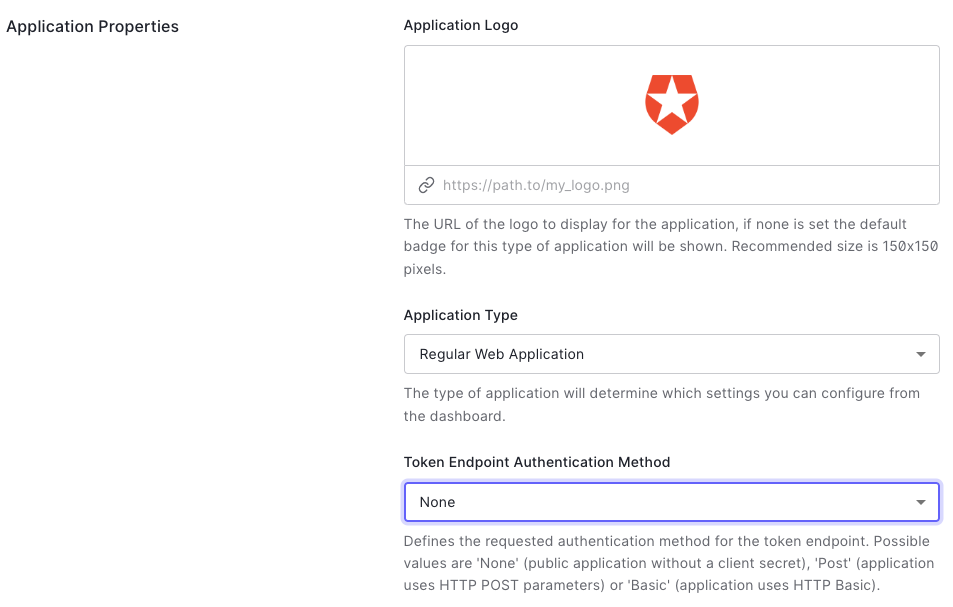 Application Properties
Application Logo
https://path.to/my_logo.png
The URL of the logo to display for the application, if none is set the default
badge for this type of application will be shown. Recommended size is 150x150
pixels.
Application Type
Regular Web Application
The type of application will determine which settings you can configure from
the dashboard.
Token Endpoint Authentication Method
None
Defines the requested authentication method for the token endpoint. Possible
values are 'None' (public application without a client secret), 'Post' (application
uses HTTP POST parameters) or 'Basic' (application uses HTTP Basic).